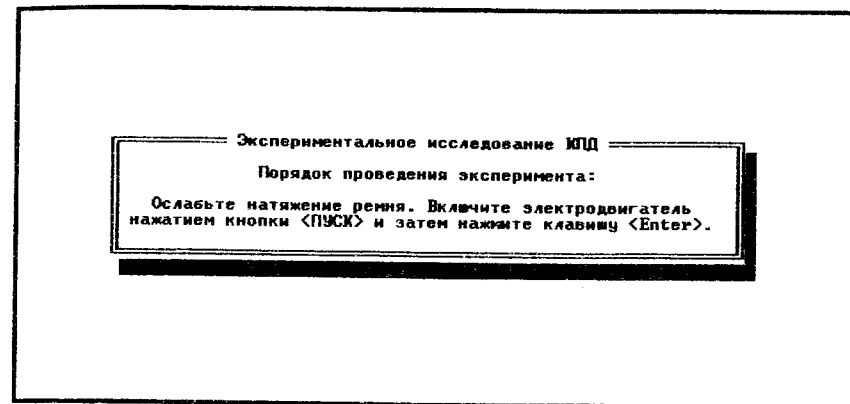 Экспериментальное исследование КПД
Порядок проведения эксперимента:
Ослабьте натяжение ремня. Включите электродвигатель
нажатием кнопки <ПУСК> и затем нажмите клавишу <Enter>.